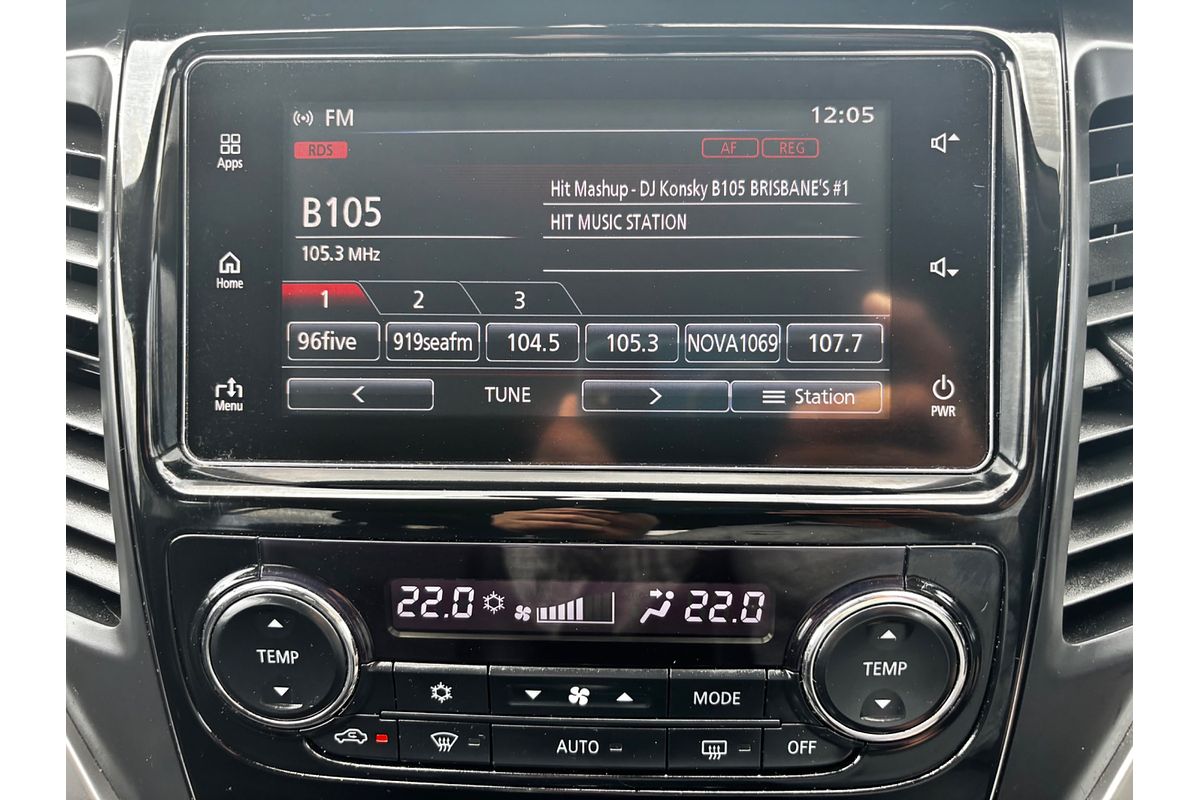 FM 12:05
RDS AF REG
Apps
Hit Mashup - DJ Konsky B105 BRISBANE'S #1
B105
HIT MUSIC STATION
105.3 MHz
Home
1 2 3
96five 919seafm 104.5 105.3 NOVA1069 107.7
Menu
< TUNE > Station
PWR
22.0 22.0
TEMP TEMP
MODE
AUTO OFF